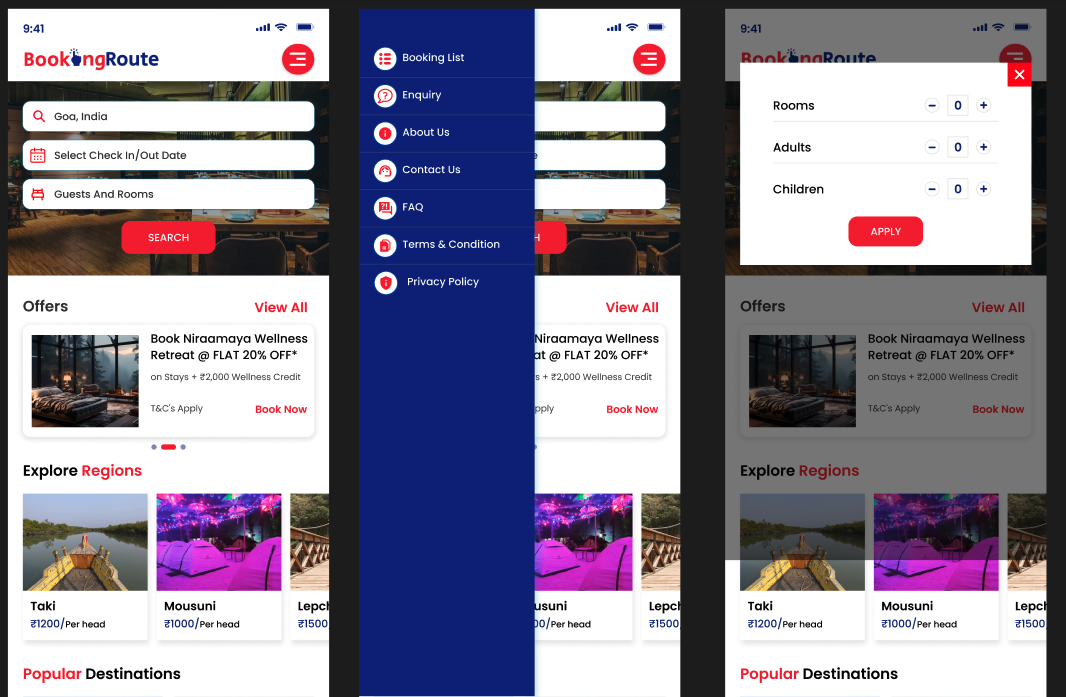 9:41
BookingRoute
Goa, India
Select Check In/Out Date
Guests And Rooms
SEARCH
Offers
View All
Book Niraamaya Wellness
Retreat @ FLAT 20% OFF*
on Stays + ₹2,000 Wellness Credit
T&C's Apply
Book Now
Explore Regions
Taki
₹1200/Per head
Mousuni
₹1000/Per head
Lepch
₹1500
Popular Destinations
Booking List
Enquiry
About Us
Contact Us
FAQ
Terms & Condition
Privacy Policy
e
H
View All
Niraamaya Wellness
at @ FLAT 20% OFF*
s + ₹2,000 Wellness Credit
pply
Book Now
usuni
00/Per head
Lepch
₹1500
Destinations
9:41
BookingRoute
Rooms
0
Adults
0
Children
0
APPLY
Offers
View All
Book Niraamaya Wellness
Retreat @ FLAT 20% OFF*
on Stays + ₹2,000 Wellness Credit
T&C's Apply
Book Now
Explore Regions
Taki
₹1200/Per head
Mousuni
₹1000/Per head
Lepch
₹1500
Popular Destinations